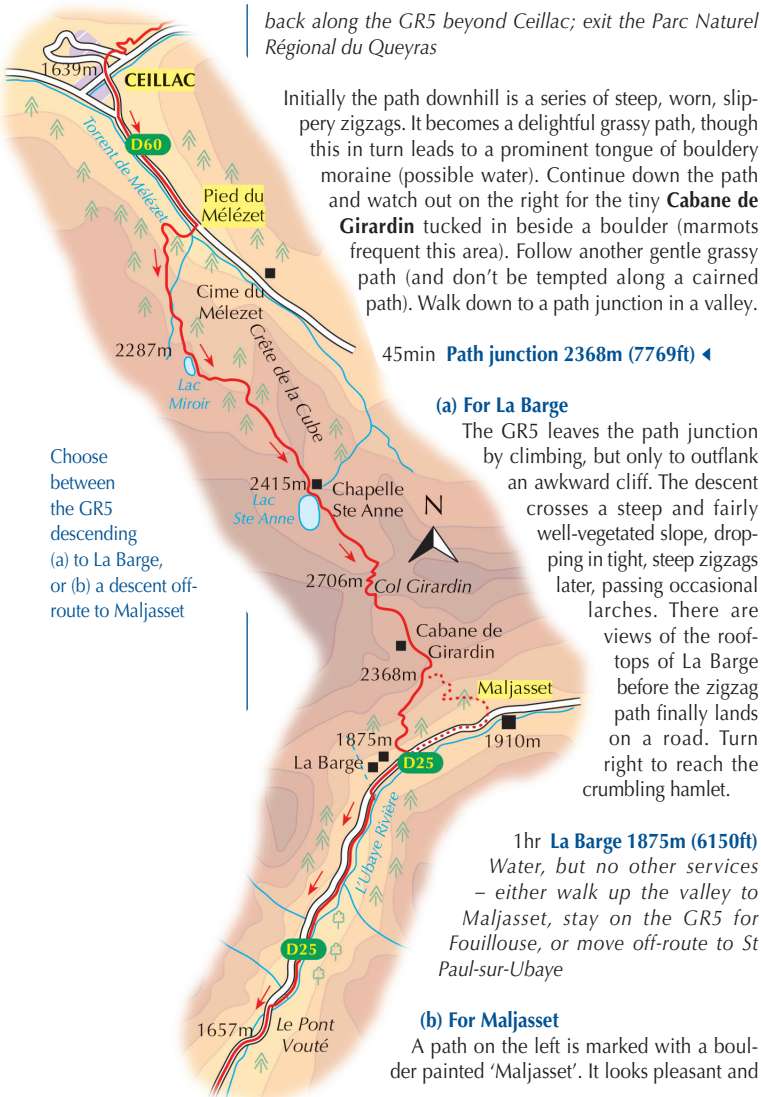 back along the GR5 beyond Ceillac; exit the Parc Naturel
Régional du Queyras
Initially the path downhill is a series of steep, worn, slip-
pery zigzags. It becomes a delightful grassy path, though
this in turn leads to a prominent tongue of bouldery
moraine (possible water). Continue down the path
and watch out on the right for the tiny Cabane de
Girardin tucked in beside a boulder (marmots
frequent this area). Follow another gentle grassy
path (and don't be tempted along a cairned
path). Walk down to a path junction in a valley.
45min Path junction 2368m (7769ft) ◄
(a) For La Barge
The GR5 leaves the path junction
by climbing, but only to outflank
an awkward cliff. The descent
crosses a steep and fairly
well-vegetated slope, drop-
ping in tight, steep zigzags
later, passing occasional
larches. There are
views of the roof-
tops of La Barge
before the zigzag
path finally lands
on a road. Turn
right to reach the
crumbling hamlet.
1hr La Barge 1875m (6150ft)
Water, but no other services
– either walk up the valley to
Maljasset, stay on the GR5 for
Fouillouse, or move off-route to St
Paul-sur-Ubaye
(b) For Maljasset
A path on the left is marked with a boul-
der painted 'Maljasset'. It looks pleasant and
Choose
between
the GR5
descending
(a) to La Barge,
or (b) a descent off-
route to Maljasset
1639m
CEILLAC
D60
Torrent de Mélézet
Pied du
Mélézet
Cime du
Mélezet
2287m
Lac
Miroir
Crête de la Cube
2415m
Chapelle
Ste Anne
Lac
Ste Anne
N
2706m
Col Girardin
Cabane de
Girardin
2368m
Maljasset
1910m
1875m
La Barge
D25
L'Ubaye Rivière
D25
1657m
Le Pont
Vouté